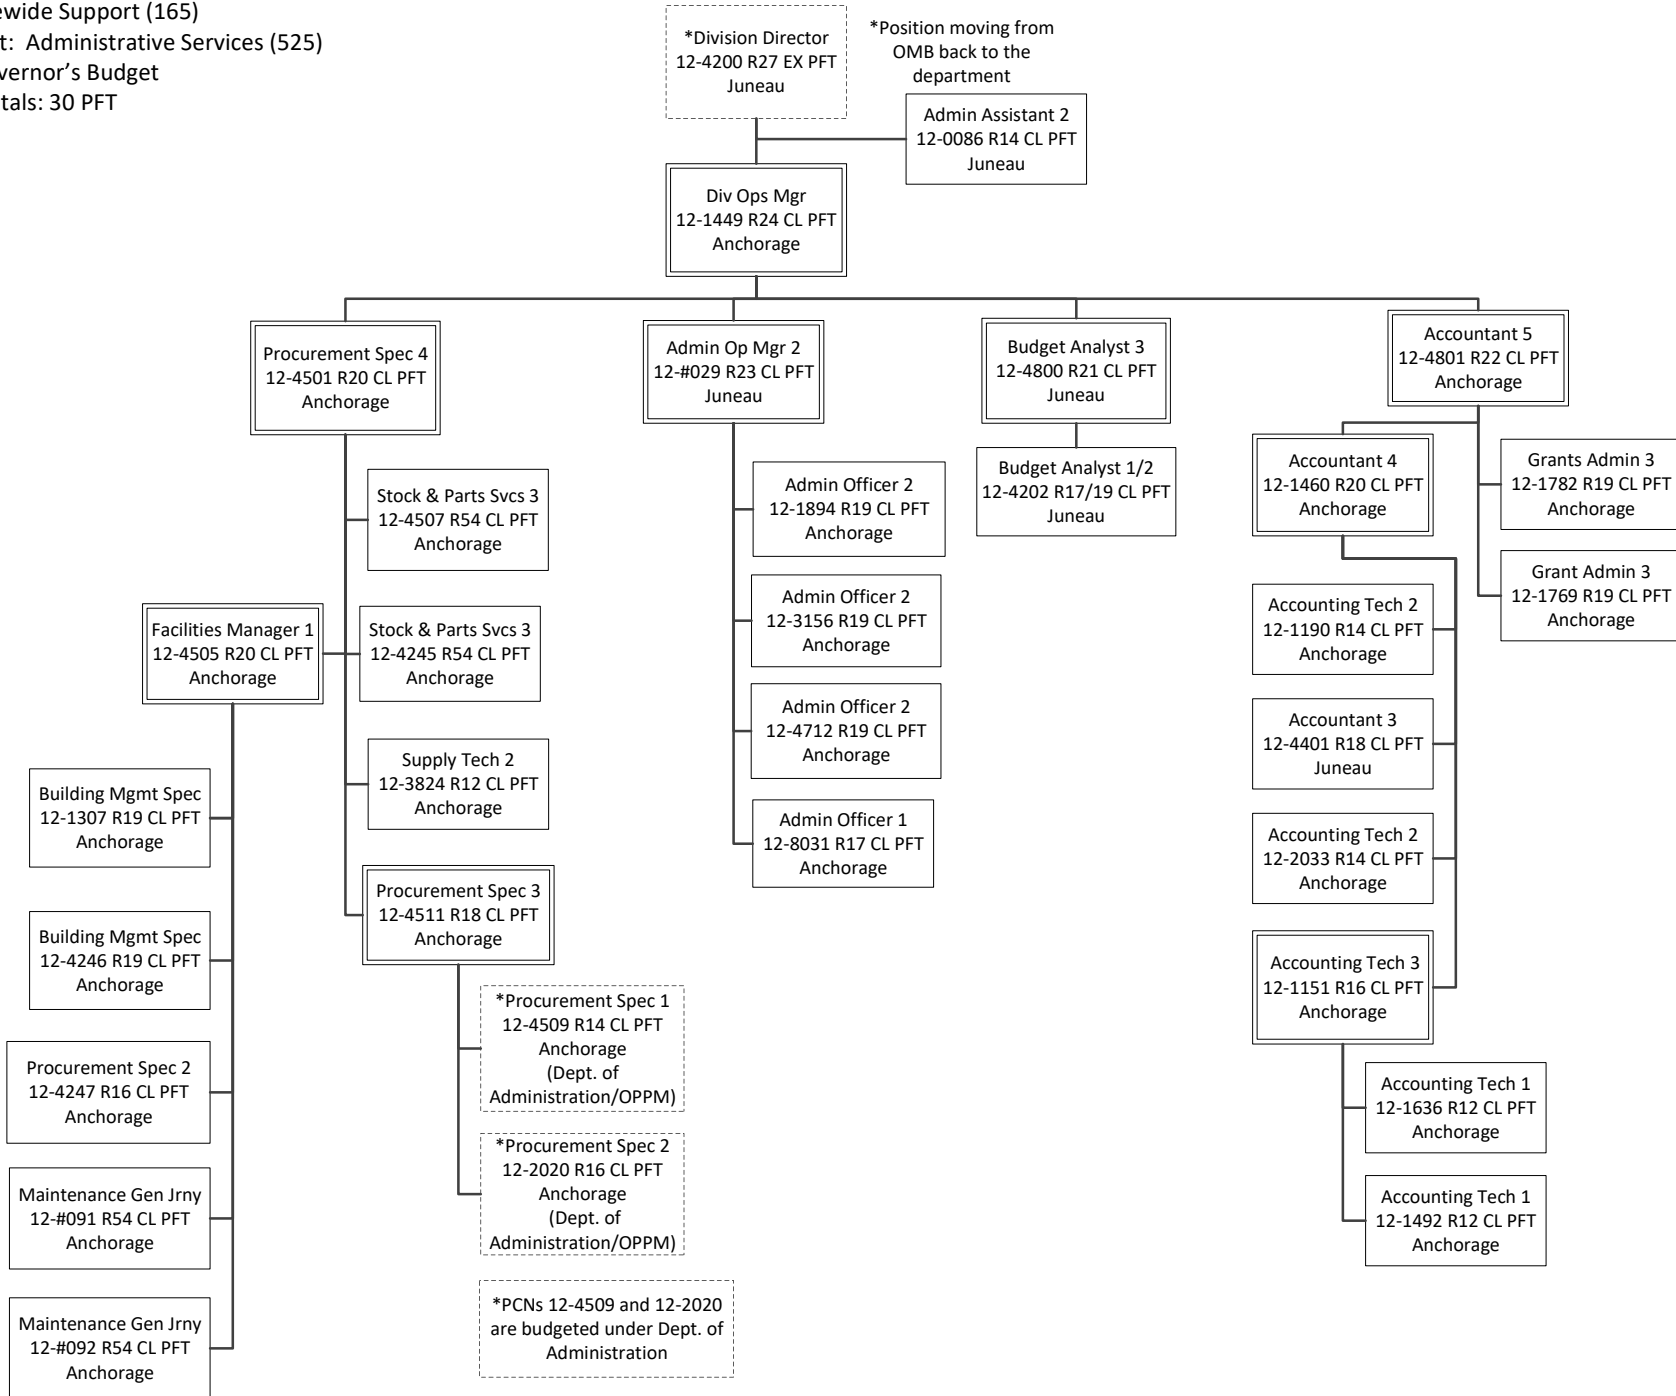 ewide Support (165)
t: Administrative Services (525)
vernor's Budget
tals: 30 PFT
*Division Director
12-4200 R27 EX PFT
Juneau
*Position moving from
OMB back to the
department
Admin Assistant 2
12-0086 R14 CL PFT
Juneau
Div Ops Mgr
12-1449 R24 CL PFT
Anchorage
Procurement Spec 4
12-4501 R20 CL PFT
Anchorage
Admin Op Mgr 2
12-#029 R23 CL PFT
Juneau
Budget Analyst 3
12-4800 R21 CL PFT
Juneau
Accountant 5
12-4801 R22 CL PFT
Anchorage
Stock & Parts Svcs 3
12-4507 R54 CL PFT
Anchorage
Facilities Manager 1
12-4505 R20 CL PFT
Anchorage
Stock & Parts Svcs 3
12-4245 R54 CL PFT
Anchorage
Supply Tech 2
12-3824 R12 CL PFT
Anchorage
Procurement Spec 3
12-4511 R18 CL PFT
Anchorage
Building Mgmt Spec
12-1307 R19 CL PFT
Anchorage
Building Mgmt Spec
12-4246 R19 CL PFT
Anchorage
Procurement Spec 2
12-4247 R16 CL PFT
Anchorage
Maintenance Gen Jrny
12-#091 R54 CL PFT
Anchorage
Maintenance Gen Jrny
12-#092 R54 CL PFT
Anchorage
*Procurement Spec 1
12-4509 R14 CL PFT
Anchorage
(Dept. of
Administration/OPPM)
*Procurement Spec 2
12-2020 R16 CL PFT
Anchorage
(Dept. of
Administration/OPPM)
*PCNs 12-4509 and 12-2020
are budgeted under Dept. of
Administration
Admin Officer 2
12-1894 R19 CL PFT
Anchorage
Admin Officer 2
12-3156 R19 CL PFT
Anchorage
Admin Officer 2
12-4712 R19 CL PFT
Anchorage
Admin Officer 1
12-8031 R17 CL PFT
Anchorage
Budget Analyst 1/2
12-4202 R17/19 CL PFT
Juneau
Accountant 4
12-1460 R20 CL PFT
Anchorage
Grants Admin 3
12-1782 R19 CL PFT
Anchorage
Grant Admin 3
12-1769 R19 CL PFT
Anchorage
Accounting Tech 2
12-1190 R14 CL PFT
Anchorage
Accountant 3
12-4401 R18 CL PFT
Juneau
Accounting Tech 2
12-2033 R14 CL PFT
Anchorage
Accounting Tech 3
12-1151 R16 CL PFT
Anchorage
Accounting Tech 1
12-1636 R12 CL PFT
Anchorage
Accounting Tech 1
12-1492 R12 CL PFT
Anchorage